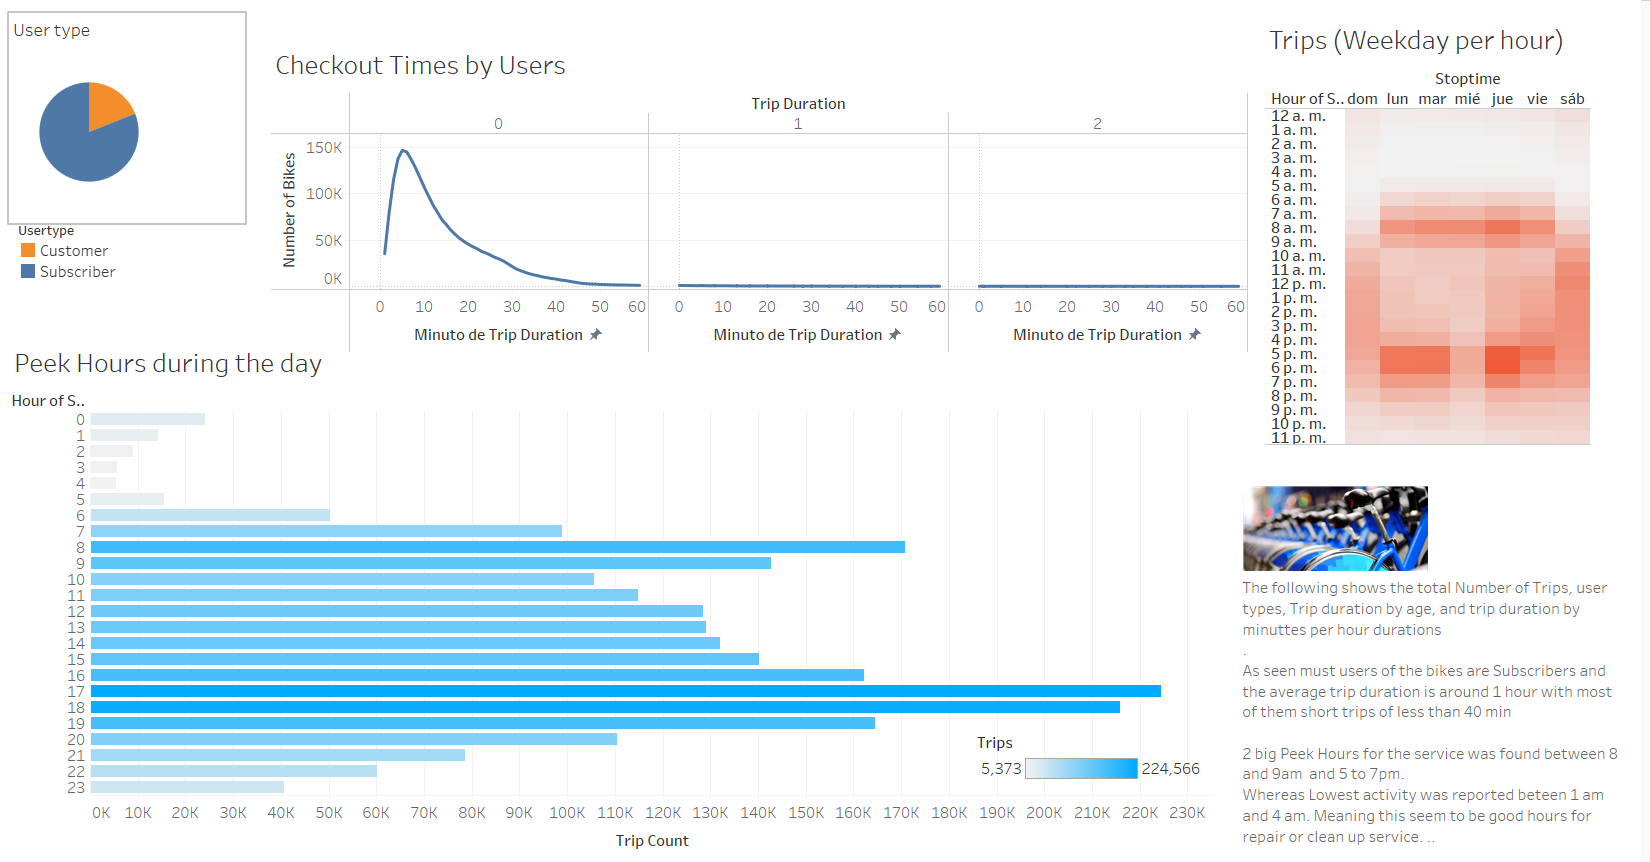 User type
Usertype
Customer
Subscriber
Checkout Times by Users
Trip Duration
0 1 2
Number of Bikes
150K
100K
50K
0K
0 10 20 30 40 50 60 0 10 20 30 40 50 60 0 10 20 30 40 50 60
Minuto de Trip Duration Minuto de Trip Duration Minuto de Trip Duration
Trips (Weekday per hour)
Stoptime
Hour of S.. dom lun mar mié jue vie sáb
12 a. m.
1 a. m.
2 a. m.
3 a. m.
4 a. m.
5 a. m.
6 a. m.
7 a. m.
8 a. m.
9 a. m.
10 a. m.
11 a. m.
12 p. m.
1 p. m.
2 p. m.
3 p. m.
4 p. m.
5 p. m.
6 p. m.
7 p. m.
8 p. m.
9 p. m.
10 p. m.
11 p. m.
Peek Hours during the day
Hour of S..
0
1
2
3
4
5
6
7
8
9
10
11
12
13
14
15
16
17
18
19
20
21
22
23
0K 10K 20K 30K 40K 50K 60K 70K 80K 90K 100K 110K 120K 130K 140K 150K 160K 170K 180K 190K 200K 210K 220K 230K
Trip Count
Trips
5,373 224,566
The following shows the total Number of Trips, user
types, Trip duration by age, and trip duration by
minuttes per hour durations
.
As seen must users of the bikes are Subscribers and
the average trip duration is around 1 hour with most
of them short trips of less than 40 min
2 big Peek Hours for the service was found between 8
and 9am and 5 to 7pm.
Whereas Lowest activity was reported beteen 1 am
and 4 am. Meaning this seem to be good hours for
repair or clean up service. ..